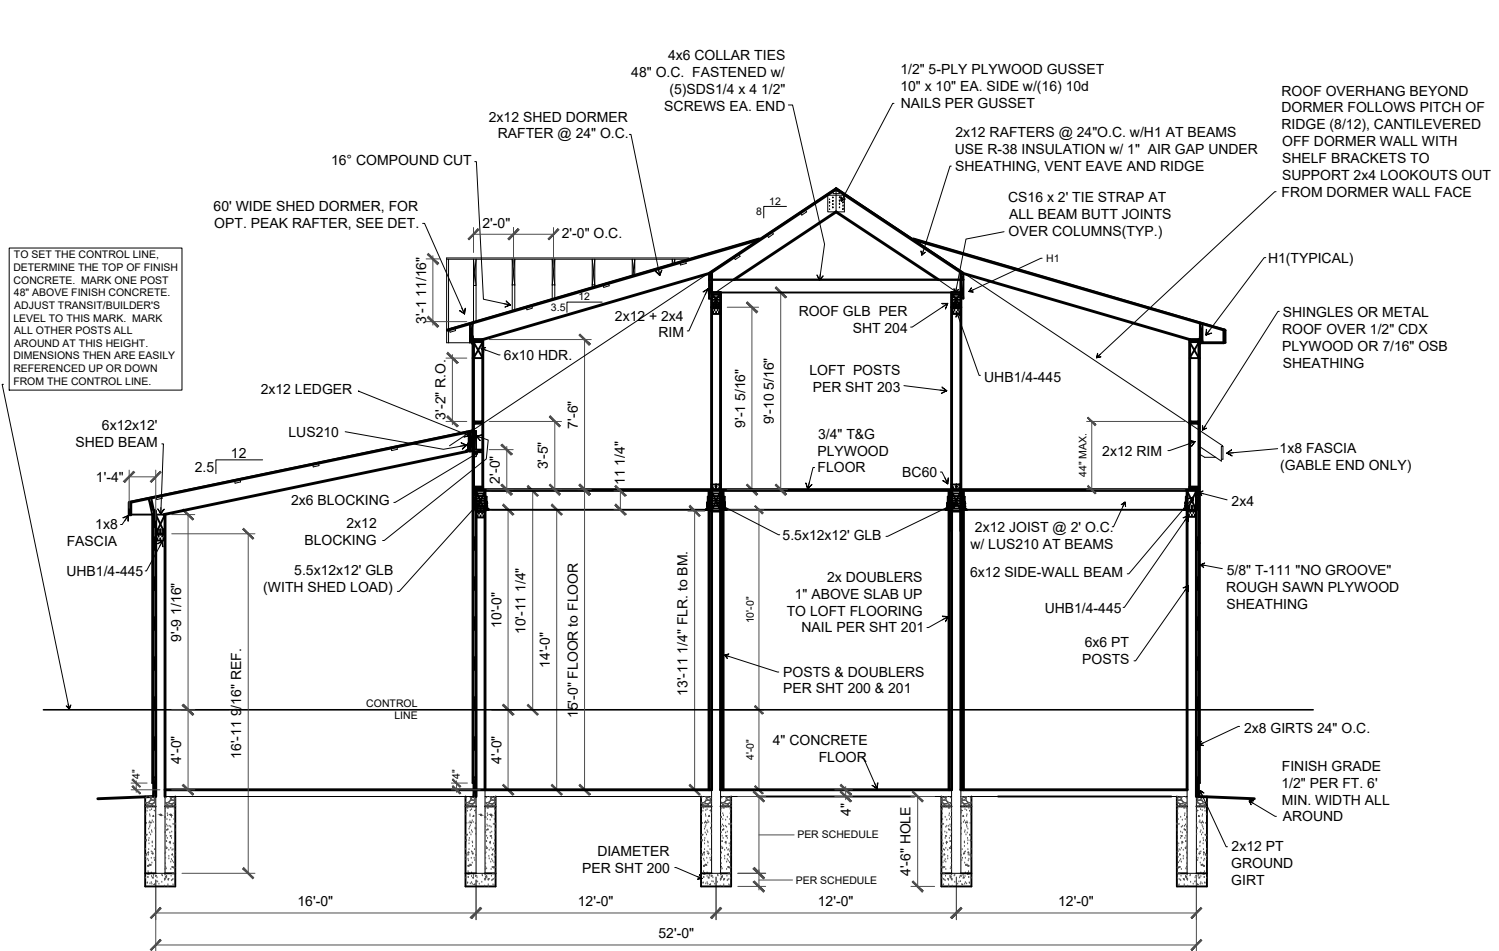 4x6 COLLAR TIES
48" O.C. FASTENED w/
(5)SDS1/4 x 4 1/2"
SCREWS EA. END
1/2" 5-PLY PLYWOOD GUSSET
10" x 10" EA. SIDE w/(16) 10d
NAILS PER GUSSET
ROOF OVERHANG BEYOND
DORMER FOLLOWS PITCH OF
RIDGE (8/12), CANTILEVERED
OFF DORMER WALL WITH
SHELF BRACKETS TO
SUPPORT 2x4 LOOKOUTS OUT
FROM DORMER WALL FACE
2x12 SHED DORMER
RAFTER @ 24" O.C.
2x12 RAFTERS @ 24"O.C. w/H1 AT BEAMS
USE R-38 INSULATION w/ 1" AIR GAP UNDER
SHEATHING, VENT EAVE AND RIDGE
16° COMPOUND CUT
CS16 x 2' TIE STRAP AT
ALL BEAM BUTT JOINTS
OVER COLUMNS(TYP.)
60' WIDE SHED DORMER, FOR
OPT. PEAK RAFTER, SEE DET.
12
8
2'-0"
2'-0" O.C.
TO SET THE CONTROL LINE,
DETERMINE THE TOP OF FINISH
CONCRETE. MARK ONE POST
48" ABOVE FINISH CONCRETE.
ADJUST TRANSIT/BUILDER'S
LEVEL TO THIS MARK. MARK
ALL OTHER POSTS ALL
AROUND AT THIS HEIGHT.
DIMENSIONS THEN ARE EASILY
REFERENCED UP OR DOWN
FROM THE CONTROL LINE.
H1
H1(TYPICAL)
3'-1 11/16"
12
3.5
2x12 + 2x4
RIM
ROOF GLB PER
SHT 204
SHINGLES OR METAL
ROOF OVER 1/2" CDX
PLYWOOD OR 7/16" OSB
SHEATHING
6x10 HDR.
LOFT POSTS
PER SHT 203
UHB1/4-445
2x12 LEDGER
3'-2" R.O.
7'-6"
9'-1 5/16"
9'-10 5/16"
6x12x12'
SHED BEAM
LUS210
3/4" T&G
PLYWOOD
FLOOR
44" MAX.
2x12 RIM
1x8 FASCIA
(GABLE END ONLY)
12
2.5
1'-4"
2'-0"
3'-5"
11 1/4"
BC60
2x6 BLOCKING
2x4
1x8
FASCIA
2x12
BLOCKING
5.5x12x12' GLB
2x12 JOIST @ 2' O.C.
w/ LUS210 AT BEAMS
UHB1/4-445
5.5x12x12' GLB
(WITH SHED LOAD)
2x DOUBLERS
1" ABOVE SLAB UP
TO LOFT FLOORING
NAIL PER SHT 201
6x12 SIDE-WALL BEAM
5/8" T-111 "NO GROOVE"
ROUGH SAWN PLYWOOD
SHEATHING
UHB1/4-445
9'-9 1/16"
10'-0"
10'-11 1/4"
14'-0"
15'-0" FLOOR to FLOOR
13'-11 1/4" FLR. to BM.
10'-0"
6x6 PT
POSTS
POSTS & DOUBLERS
PER SHT 200 & 201
16'-11 9/16" REF.
CONTROL
LINE
2x8 GIRTS 24" O.C.
4'-0"
4'-0"
4'-0"
4" CONCRETE
FLOOR
FINISH GRADE
1/2" PER FT. 6'
MIN. WIDTH ALL
AROUND
4"
4"
4"
PER SCHEDULE
4'-6" HOLE
DIAMETER
PER SHT 200
2x12 PT
GROUND
GIRT
PER SCHEDULE
16'-0"
12'-0"
12'-0"
12'-0"
52'-0"